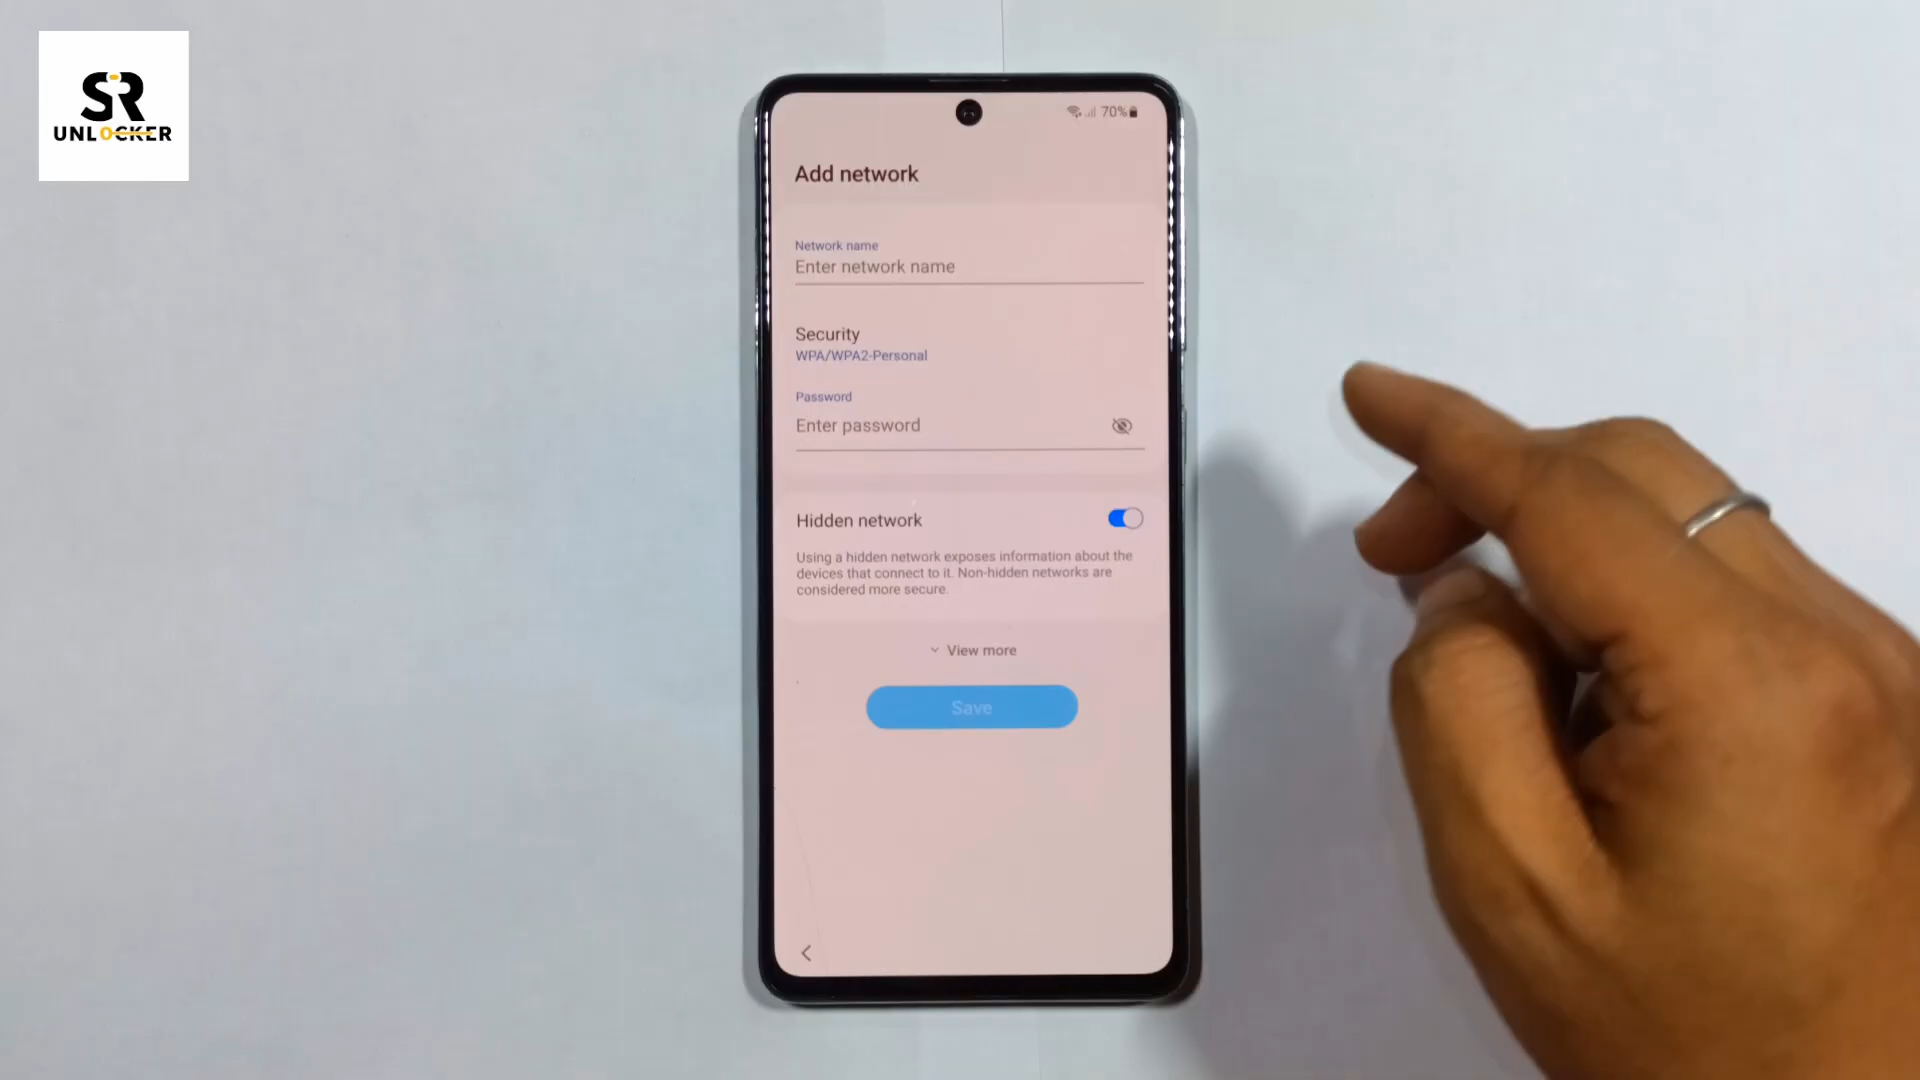 SR
UNLOCKER
70%
Add network
Network name
Enter network name
Security
WPA/WPA2-Personal
Password
Enter password
Hidden network
Using a hidden network exposes information about the
devices that connect to it. Non-hidden networks are
considered more secure.
View more
Save